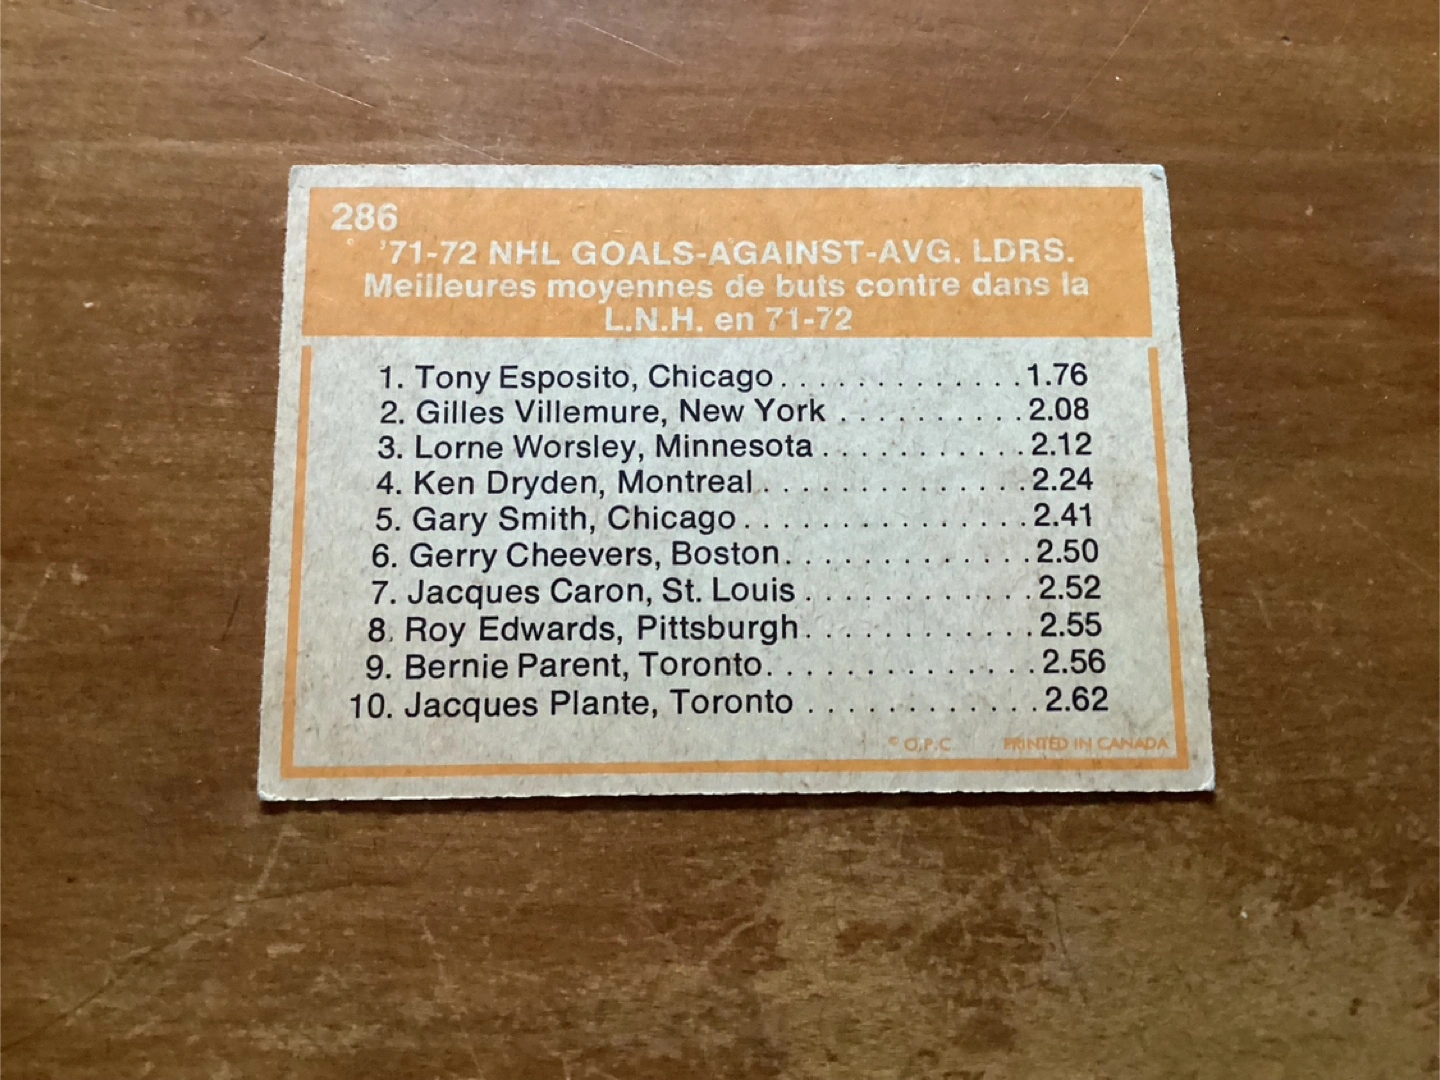 286
'71-72 NHL GOALS-AGAINST-AVG. LDRS.
Meilleures moyennes de buts contre dans la
L.N.H. en 71-72
1. Tony Esposito, Chicago . . . . . . . . . . . . . 1.76
2. Gilles Villemure, New York . . . . . . . . . . 2.08
3. Lorne Worsley, Minnesota . . . . . . . . . . . 2.12
4. Ken Dryden, Montreal . . . . . . . . . . . . . . 2.24
5. Gary Smith, Chicago . . . . . . . . . . . . . . . 2.41
6. Gerry Cheevers, Boston . . . . . . . . . . . . . 2.50
7. Jacques Caron, St. Louis . . . . . . . . . . . . 2.52
8. Roy Edwards, Pittsburgh . . . . . . . . . . . . 2.55
9. Bernie Parent, Toronto . . . . . . . . . . . . . . 2.56
10. Jacques Plante, Toronto . . . . . . . . . . . . 2.62
© O.P.C. PRINTED IN CANADA